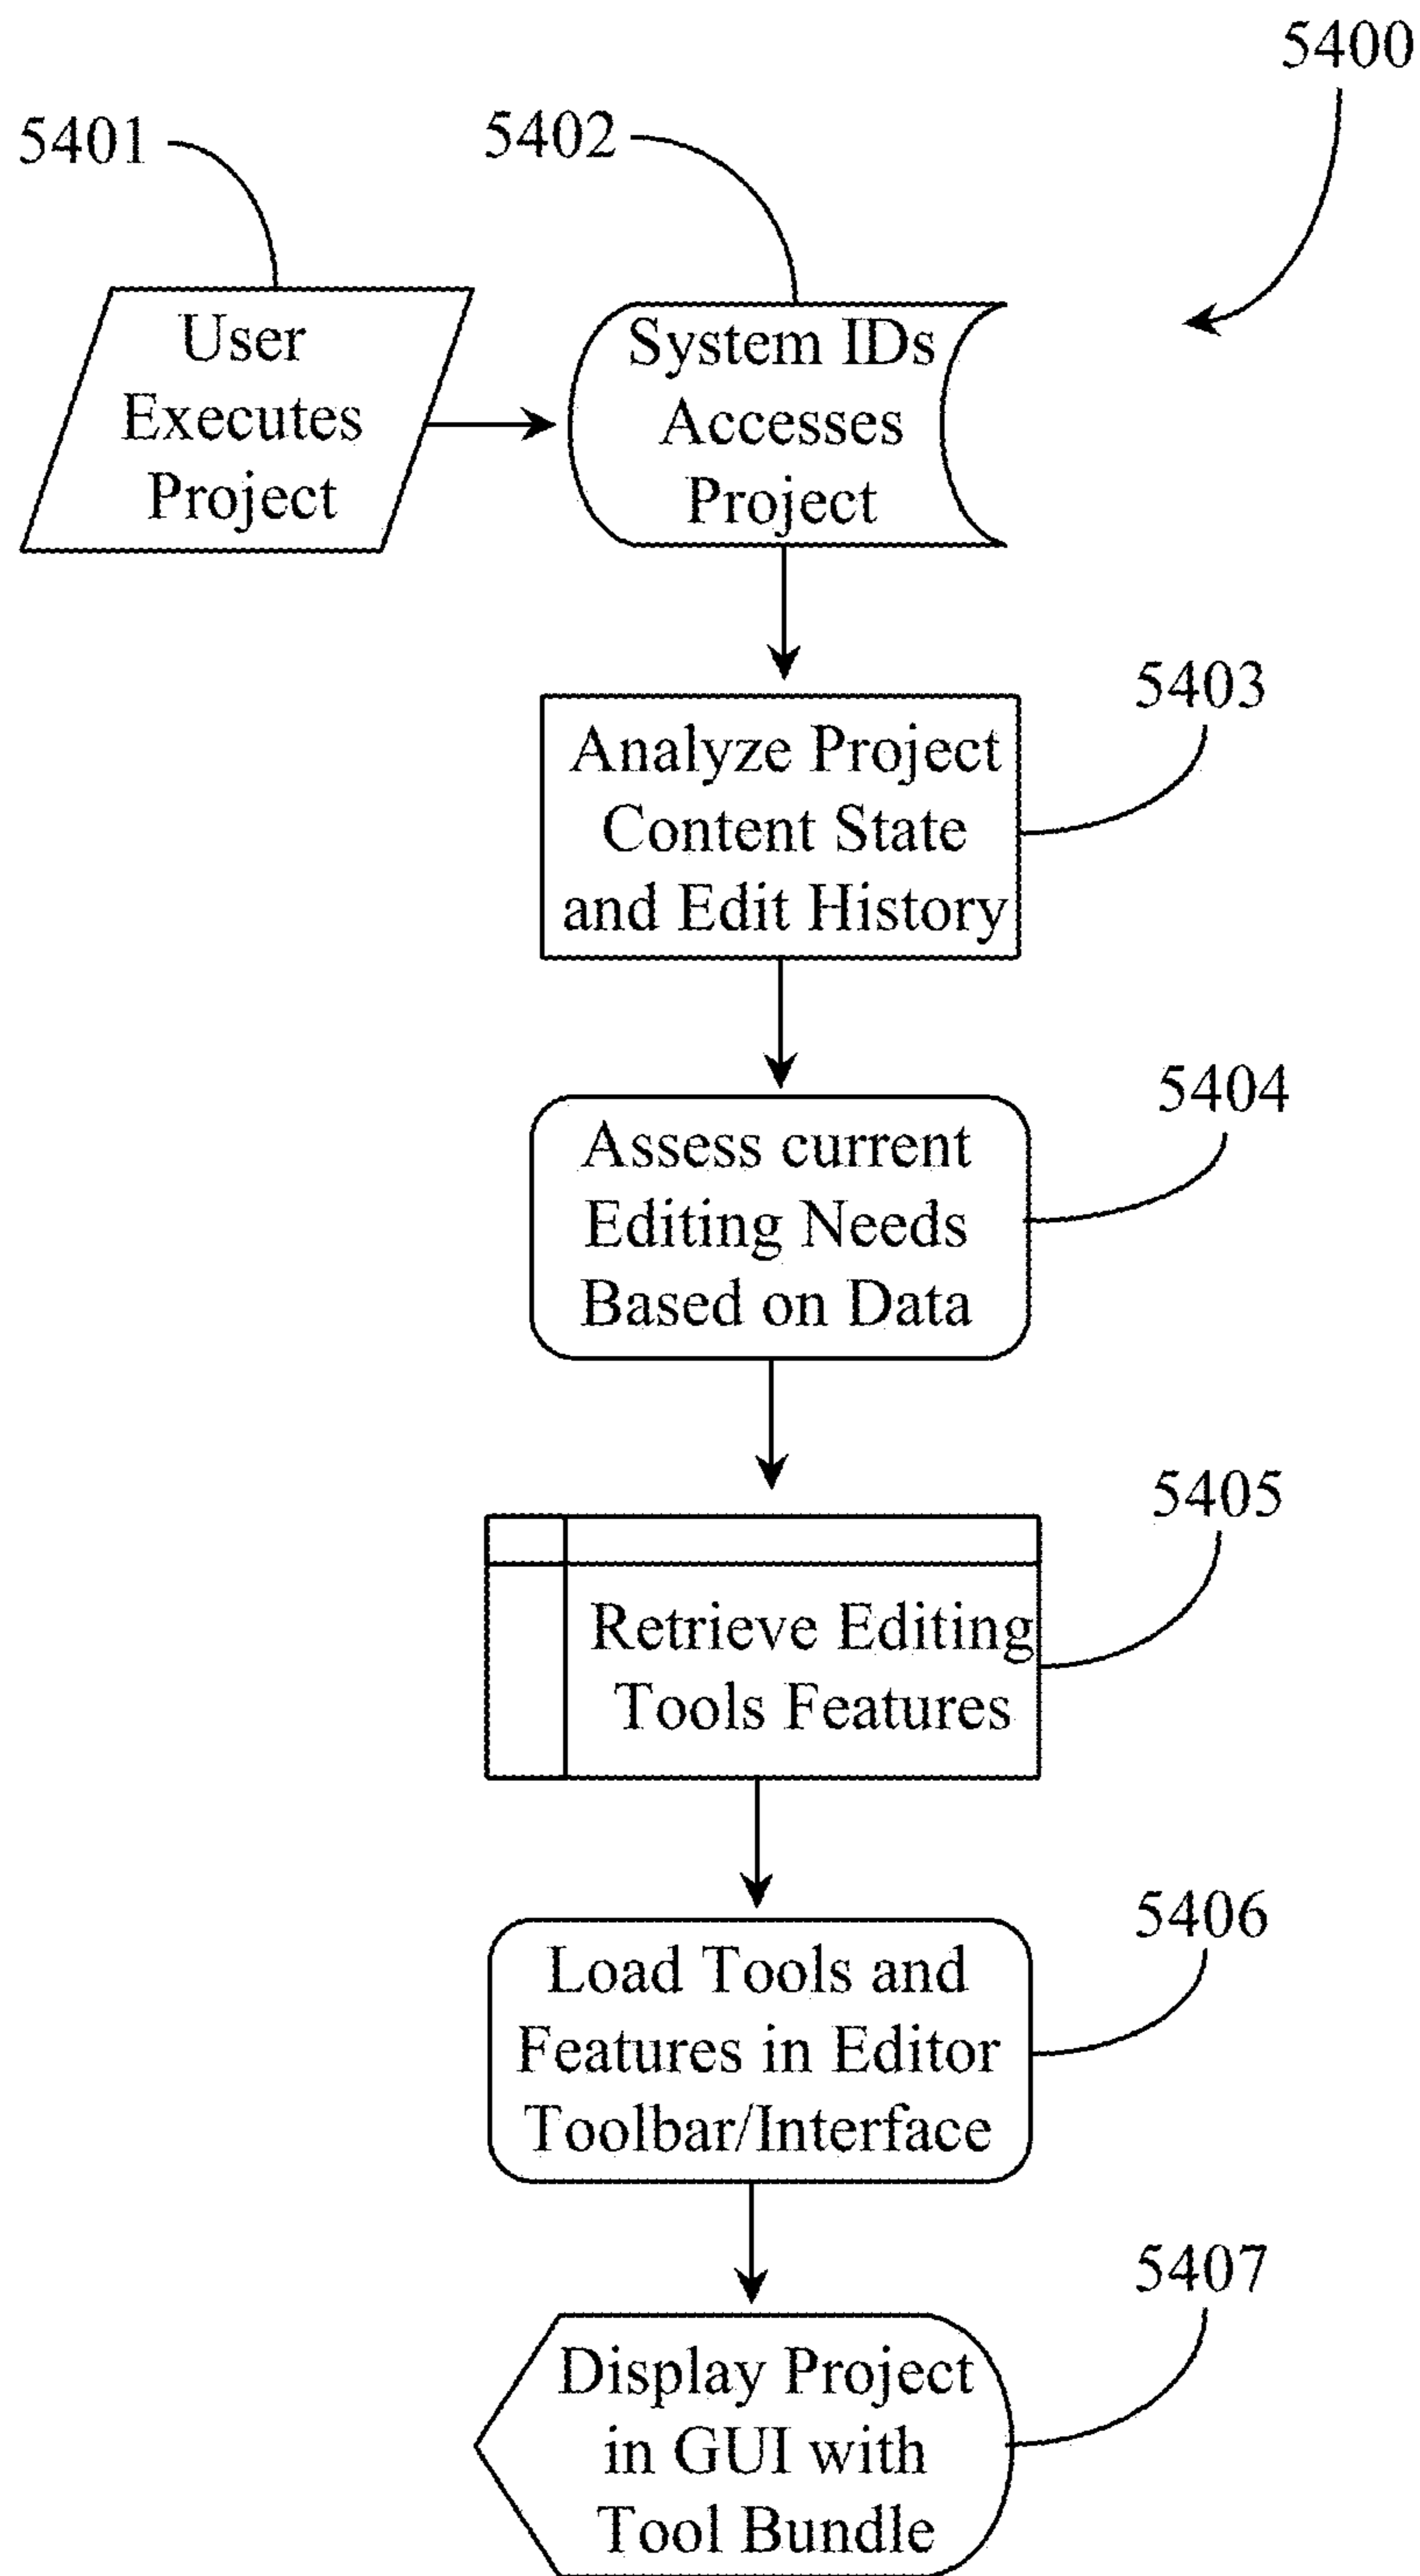 5400
5401
5402
User
Executes
Project
System IDs
Accesses
Project
5403
Analyze Project
Content State
and Edit History
5404
Assess current
Editing Needs
Based on Data
5405
Retrieve Editing
Tools Features
5406
Load Tools and
Features in Editor
Toolbar/Interface
5407
Display Project
in GUI with
Tool Bundle